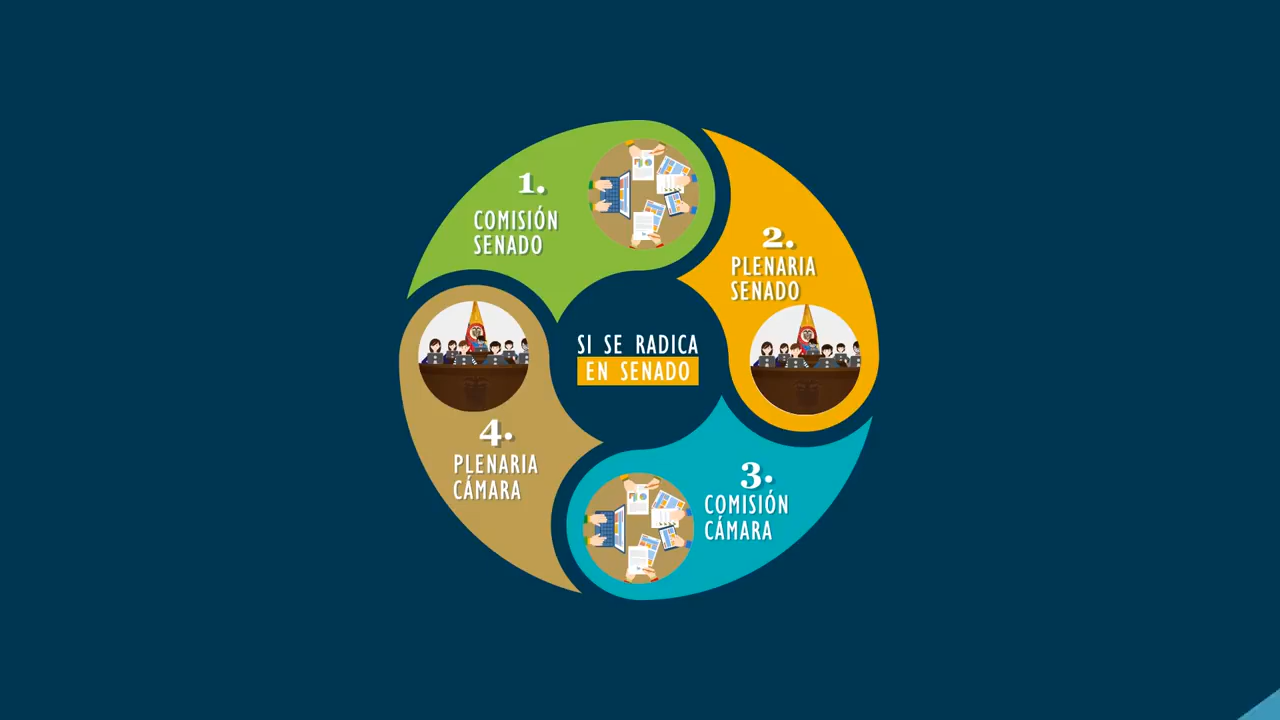 1.
COMISIÓN
SENADO
2.
PLENARIA
SENADO
SI SE RADICA
EN SENADO
3.
COMISIÓN
CÁMARA
4.
PLENARIA
CÁMARA